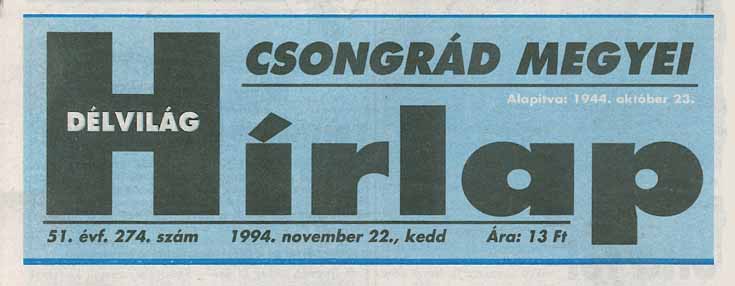 CSONGRÁD MEGYEI
Alapítva: 1944. október 23.
DÉLVILÁG
Hírlap
51. évf. 274. szám 1994. november 22., kedd Ára: 13 Ft